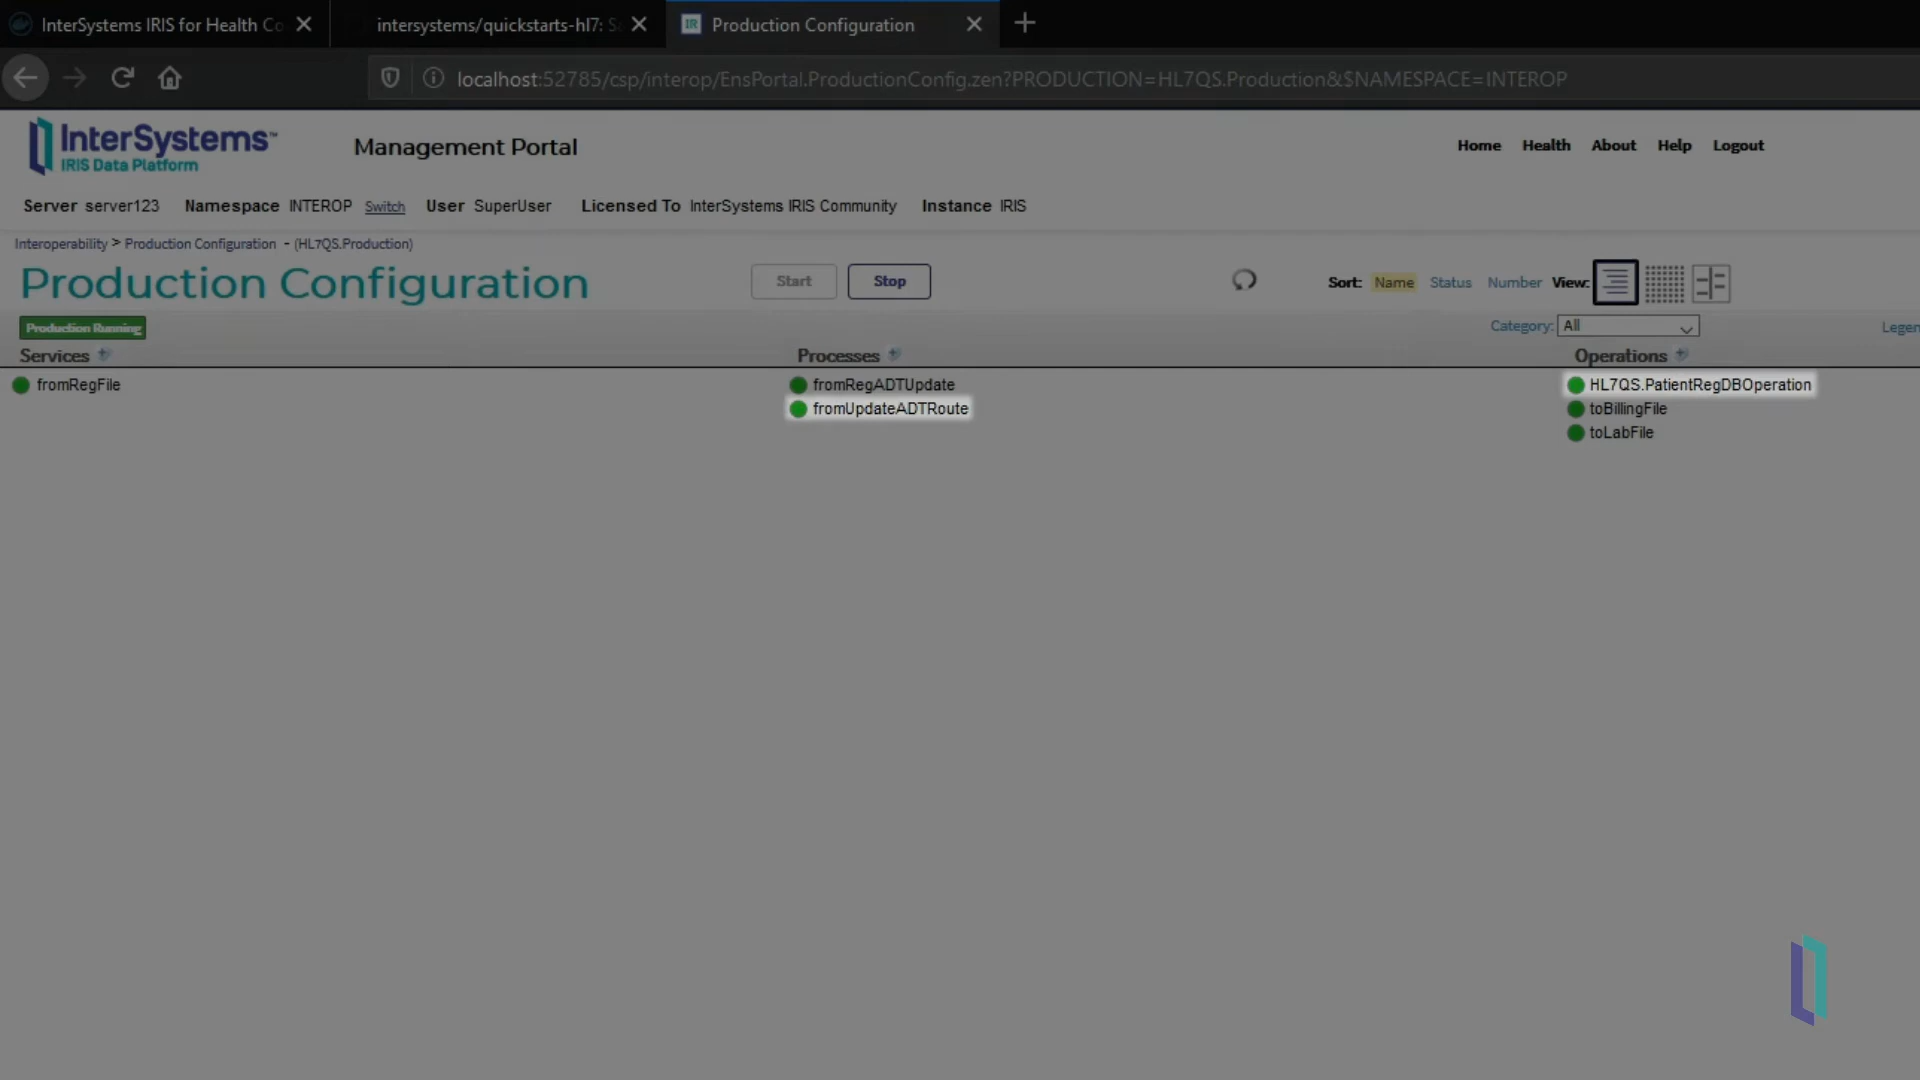 InterSystems IRIS for Health Co
intersystems/quickstarts-hl7: S
IR Production Configuration
localhost:52785/csp/interop/EnsPortal.ProductionConfig.zen?PRODUCTION=HL7QS.Production&$NAMESPACE=INTEROP
InterSystems™
IRIS Data Platform
Management Portal
Home Health About Help Logout
Server server123 Namespace INTEROP Switch User SuperUser Licensed To InterSystems IRIS Community Instance IRIS
Interoperability > Production Configuration - (HL7QS.Production)
Production Configuration
Start Stop
Sort: Name Status Number View:
Production Running
Category: All
Legen
Services Processes Operations
fromRegFile fromRegADTUpdate HL7QS.PatientRegDBOperation
fromUpdateADTRoute toBillingFile
toLabFile